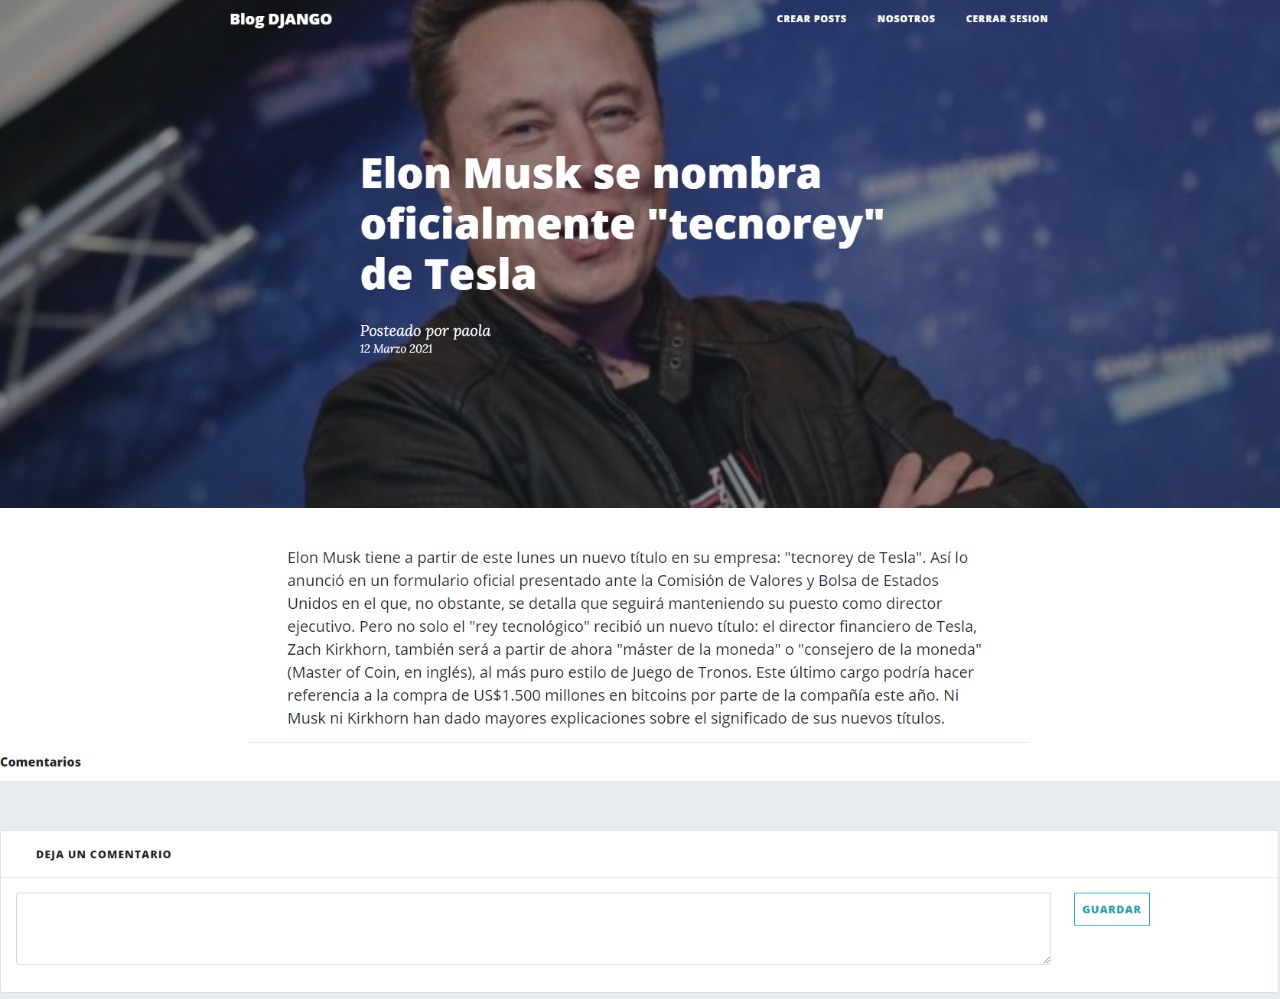 Blog DJANGO
CREAR POSTS NOSOTROS CERRAR SESION
Elon Musk se nombra
oficialmente "tecnorey"
de Tesla
Posteado por paola
12 Marzo 2021
Elon Musk tiene a partir de este lunes un nuevo título en su empresa: "tecnorey de Tesla". Así lo
anunció en un formulario oficial presentado ante la Comisión de Valores y Bolsa de Estados
Unidos en el que, no obstante, se detalla que seguirá manteniendo su puesto como director
ejecutivo. Pero no solo el "rey tecnológico" recibió un nuevo título: el director financiero de Tesla,
Zach Kirkhorn, también será a partir de ahora "máster de la moneda" o "consejero de la moneda"
(Master of Coin, en inglés), al más puro estilo de Juego de Tronos. Este último cargo podría hacer
referencia a la compra de US$1.500 millones en bitcoins por parte de la compañía este año. Ni
Musk ni Kirkhorn han dado mayores explicaciones sobre el significado de sus nuevos títulos.
Comentarios
DEJA UN COMENTARIO
GUARDAR